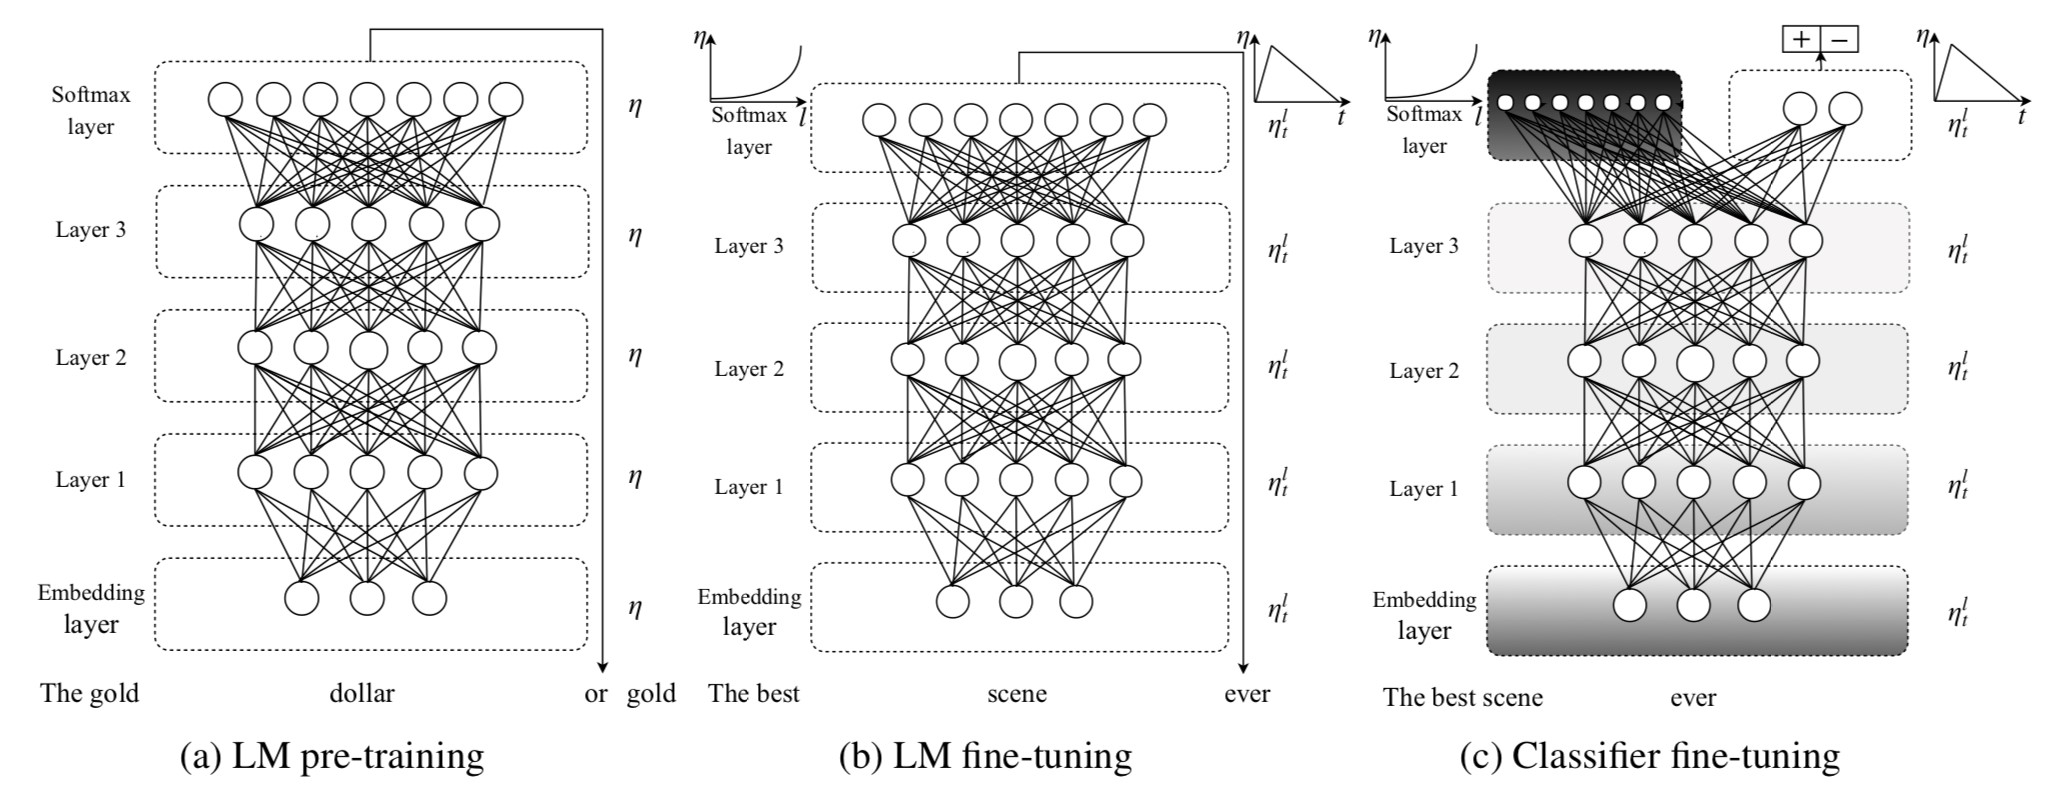 Softmax
layer
η
Layer 3
η
Layer 2
η
Layer 1
η
Embedding
layer
η
The gold dollar or gold
(a) LM pre-training
η
l
Softmax
layer
η
t
η_t^l
Layer 3
η_t^l
Layer 2
η_t^l
Layer 1
η_t^l
Embedding
layer
η_t^l
The best scene ever
(b) LM fine-tuning
η
l
Softmax
layer
+ −
η
t
η_t^l
Layer 3
η_t^l
Layer 2
η_t^l
Layer 1
η_t^l
Embedding
layer
η_t^l
The best scene ever
(c) Classifier fine-tuning